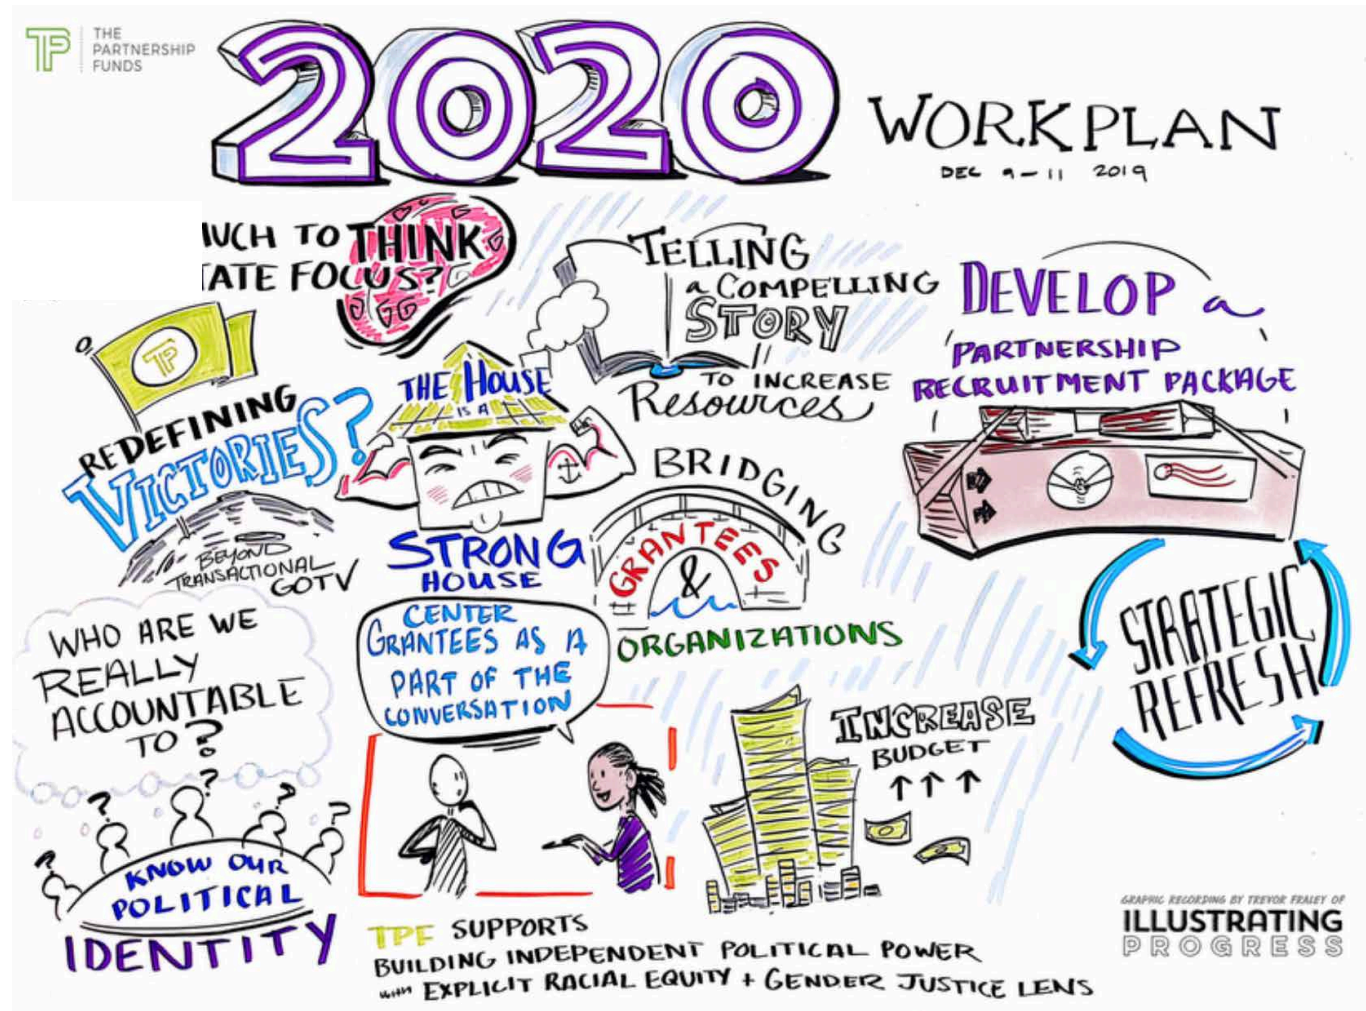 THE
PARTNERSHIP
FUNDS
TP
2020
WORKPLAN
DEC 9-11 2019
TO THINK
FOCUS?
TELLING
a COMPELLING
STORY
TO INCREASE
Resources
DEVELOP a
PARTNERSHIP
RECRUITMENT PACKAGE
TP
REDEFINING
VICTORIES?
BEYOND
TRANSACTIONAL
GOTV
THE HOUSE
IS A
STRONG
HOUSE
BRIDGING
GRANTEES
&
ORGANIZATIONS
STRATEGIC
REFRESH
WHO ARE WE
REALLY
ACCOUNTABLE
TO?
CENTER
GRANTEES AS A
PART OF THE
CONVERSATION
INCREASE
BUDGET
? ? ? ? ?
KNOW OUR
POLITICAL
IDENTITY
TPF SUPPORTS
BUILDING INDEPENDENT POLITICAL POWER
with EXPLICIT RACIAL EQUITY + GENDER JUSTICE LENS
GRAPHIC RECORDING BY TREVOR FRALEY OF
ILLUSTRATING
PROGRESS